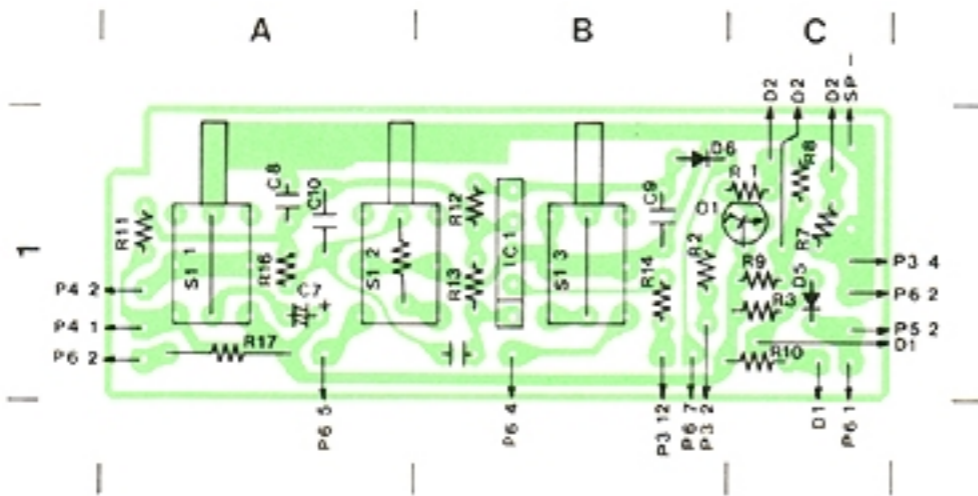 A B C
1
D2
D2
D2
SP -
D6
R8
R 1
C8
C10
C9
R12
R11
Q1
R7
IC 1
R2
S1 1
R16
S1 2
S1 3
R13
R14
R9
D5
C7
R3
R17
R10
P4 2
P4 1
P6 2
P3 4
P6 2
P5 2
D1
P6 5
P6 4
P3 12
P6 7
P3 2
D1
P6 1